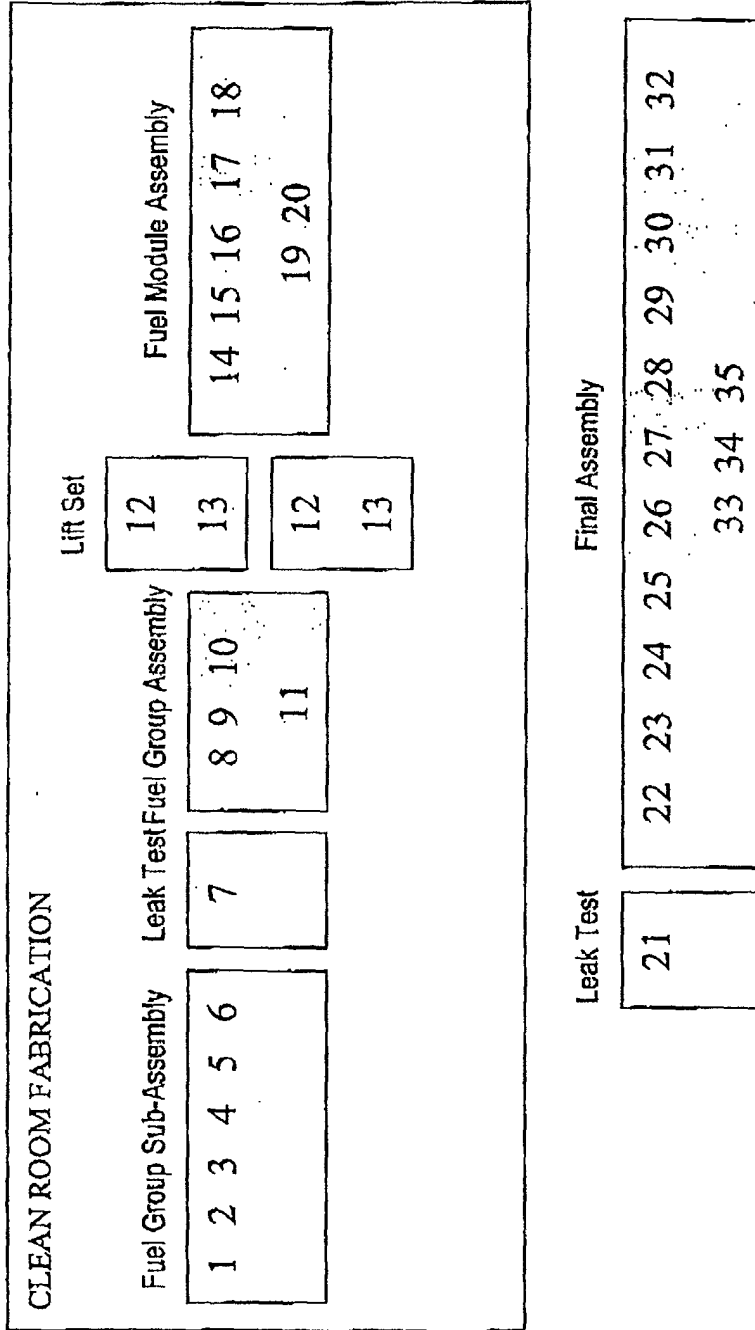 CLEAN ROOM FABRICATION
Fuel Group Sub-Assembly
1 2 3 4 5 6
Leak Test
7
Fuel Group Assembly
8 9 10
11
Lift Set
12
13
12
13
Fuel Module Assembly
14 15 16 17 18
19 20
Leak Test
21
Final Assembly
22 23 24 25 26 27 28 29 30 31 32
33 34 35